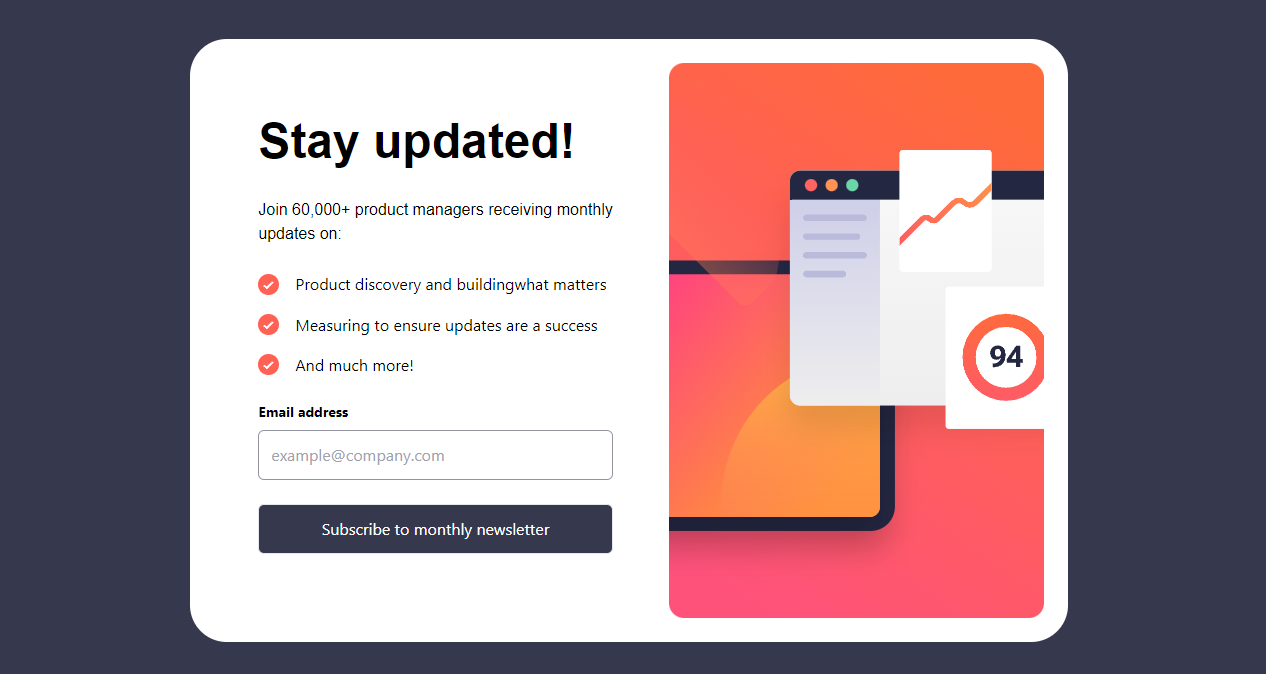 Stay updated!
Join 60,000+ product managers receiving monthly
updates on:
Product discovery and buildingwhat matters
Measuring to ensure updates are a success
And much more!
Email address
example@company.com
Subscribe to monthly newsletter
94